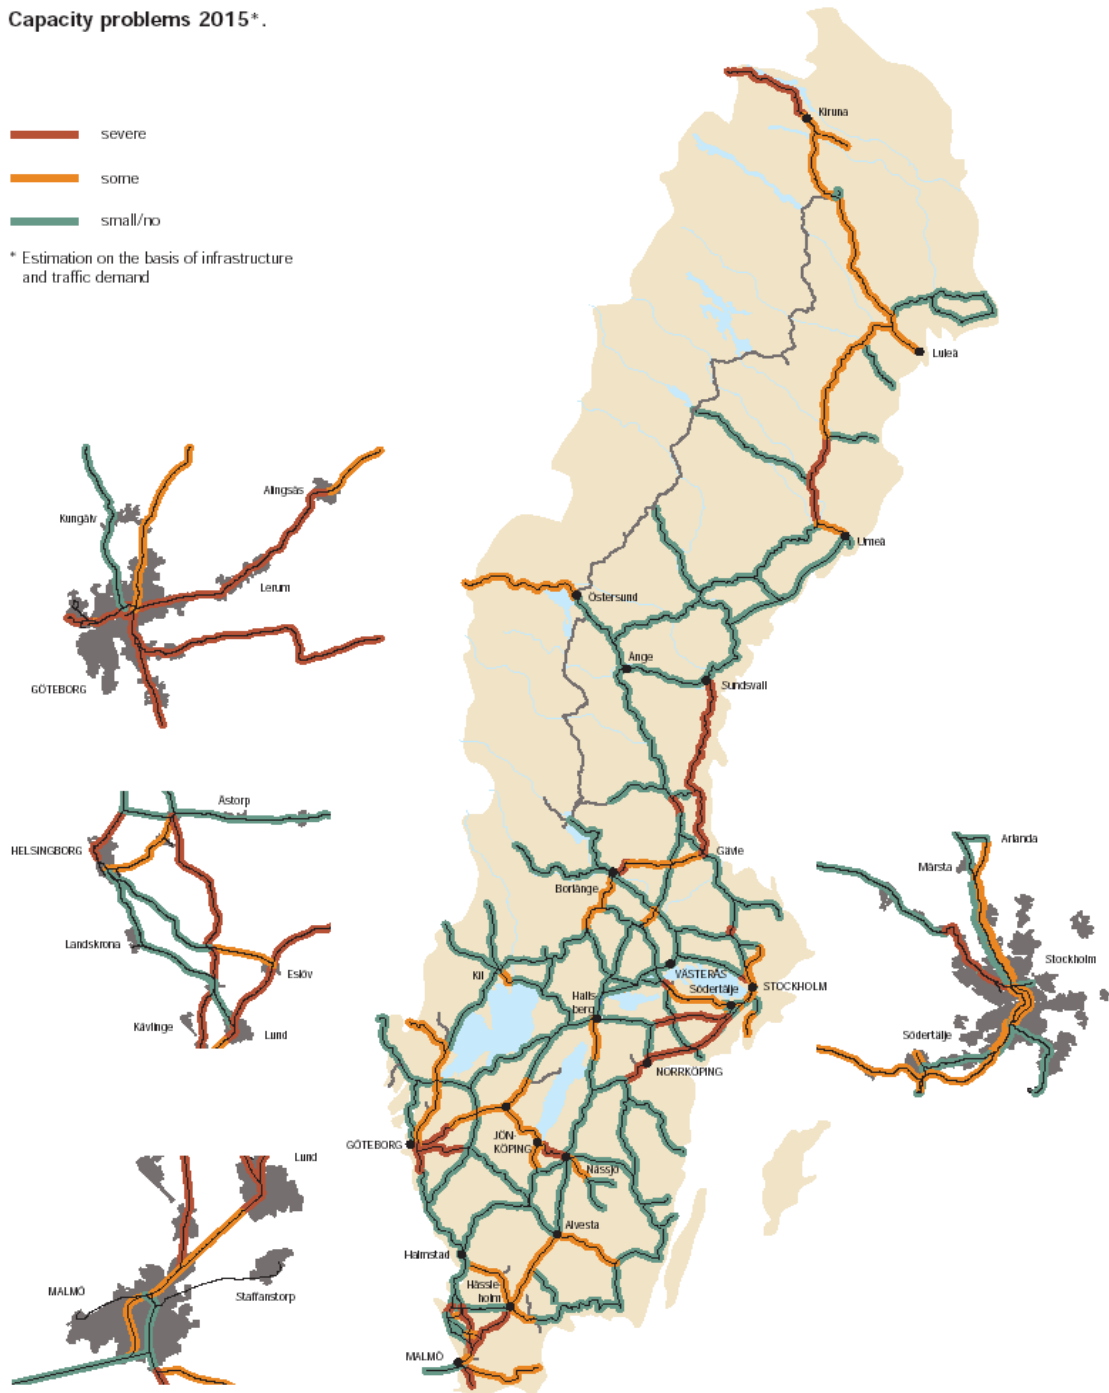 Capacity problems 2015*.
severe
some
small/no
* Estimation on the basis of infrastructure
and traffic demand
Kiruna
Luleå
Umeå
Östersund
Ånge
Sundsvall
Gävle
Borlänge
Kil
VÄSTERÅS
Södertälje
STOCKHOLM
Halls-
berg
NORRKÖPING
GÖTEBORG
JÖN-
KÖPING
Nässjö
Alvesta
Halmstad
Hässle-
holm
MALMÖ
Alingsås
Kungälv
Lerum
GÖTEBORG
Åstorp
HELSINGBORG
Landskrona
Eslöv
Kävlinge
Lund
Lund
MALMÖ
Staffanstorp
Arlanda
Märsta
Stockholm
Södertälje